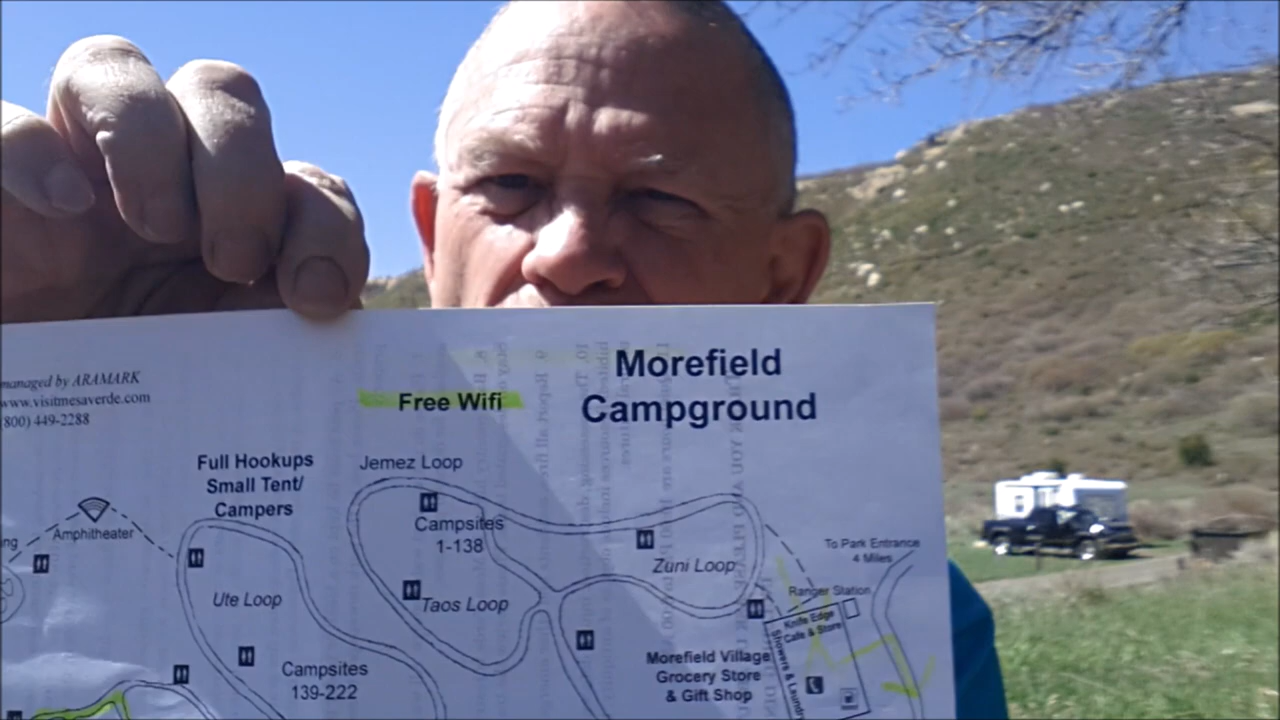 managed by ARAMARK
www.visitmesaverde.com
(800) 449-2288
Free Wifi
Morefield
Campground
Full Hookups
Small Tent/
Campers
Jemez Loop
Amphitheater
Campsites
1-138
Zuni Loop
To Park Entrance
4 Miles
Ute Loop
Taos Loop
Ranger Station
Knife Edge
Cafe & Store
Showers & Laundry
Campsites
139-222
Morefield Village
Grocery Store
& Gift Shop